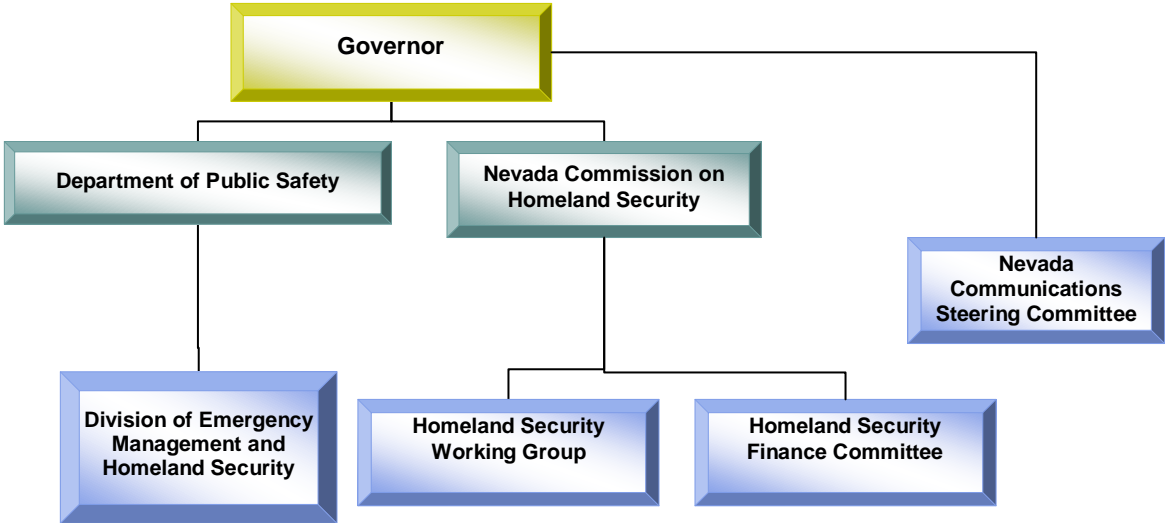 Governor
Department of Public Safety
Nevada Commission on
Homeland Security
Nevada
Communications
Steering Committee
Division of Emergency
Management and
Homeland Security
Homeland Security
Working Group
Homeland Security
Finance Committee